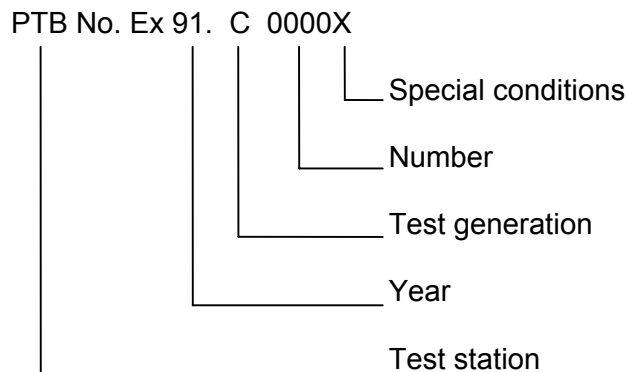 PTB No. Ex 91. C 0000X
Special conditions
Number
Test generation
Year
Test station